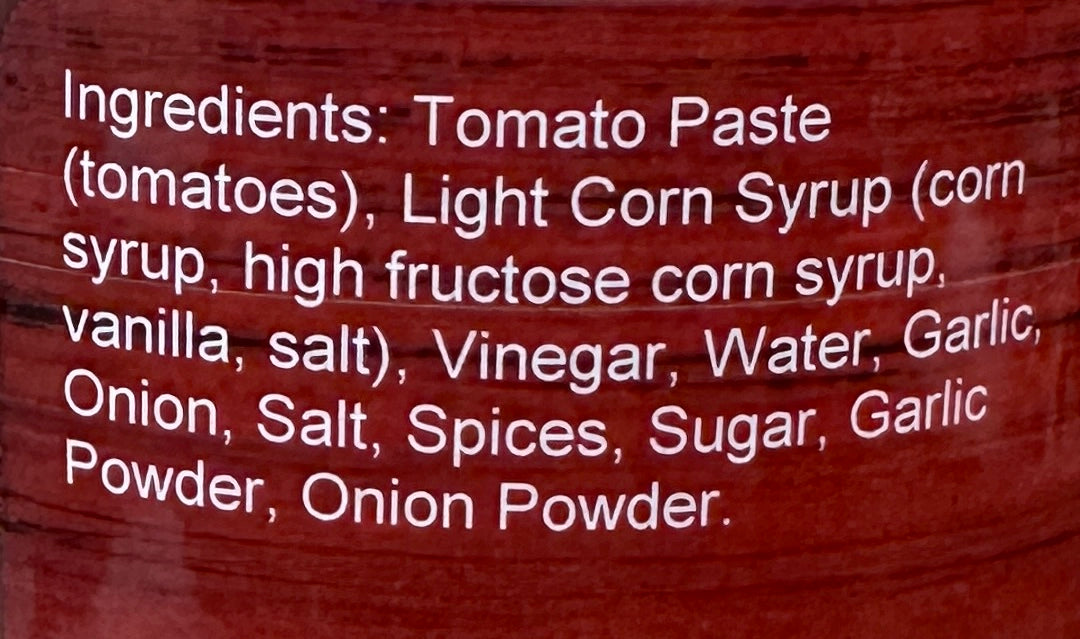 Ingredients: Tomato Paste
(tomatoes), Light Corn Syrup (corn
syrup, high fructose corn syrup,
vanilla, salt), Vinegar, Water, Garlic,
Onion, Salt, Spices, Sugar, Garlic
Powder, Onion Powder.